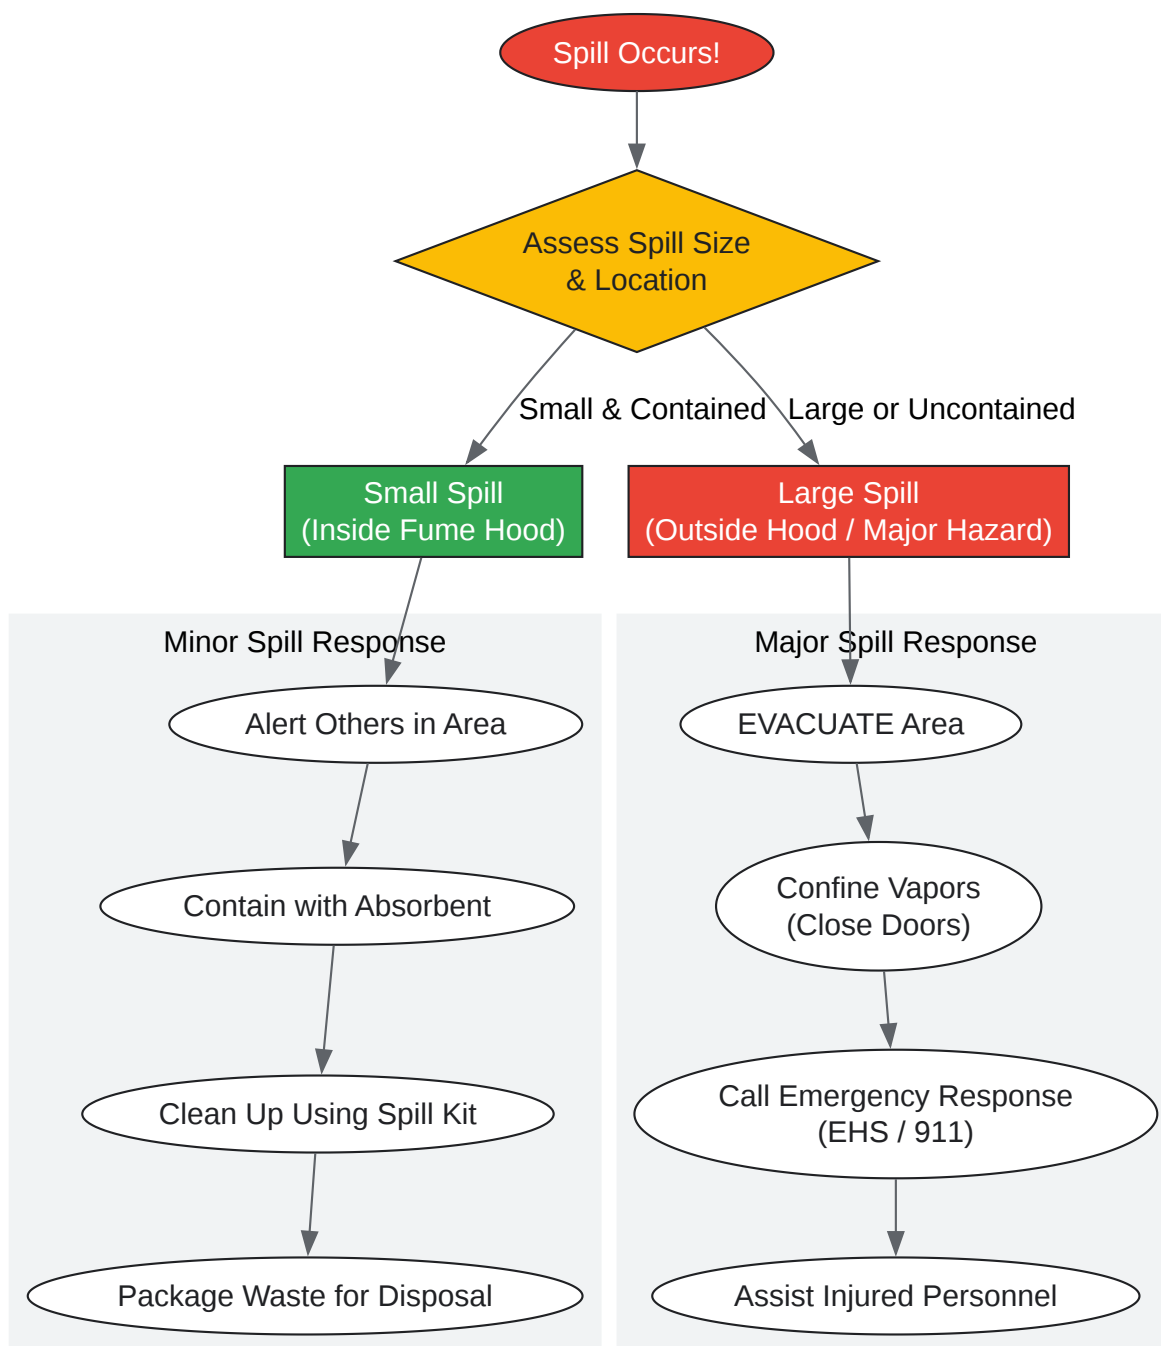 Spill Occurs!
Assess Spill Size
& Location
Small & Contained
Large or Uncontained
Small Spill
(Inside Fume Hood)
Large Spill
(Outside Hood / Major Hazard)
Minor Spill Response
Alert Others in Area
Contain with Absorbent
Clean Up Using Spill Kit
Package Waste for Disposal
Major Spill Response
EVACUATE Area
Confine Vapors
(Close Doors)
Call Emergency Response
(EHS / 911)
Assist Injured Personnel